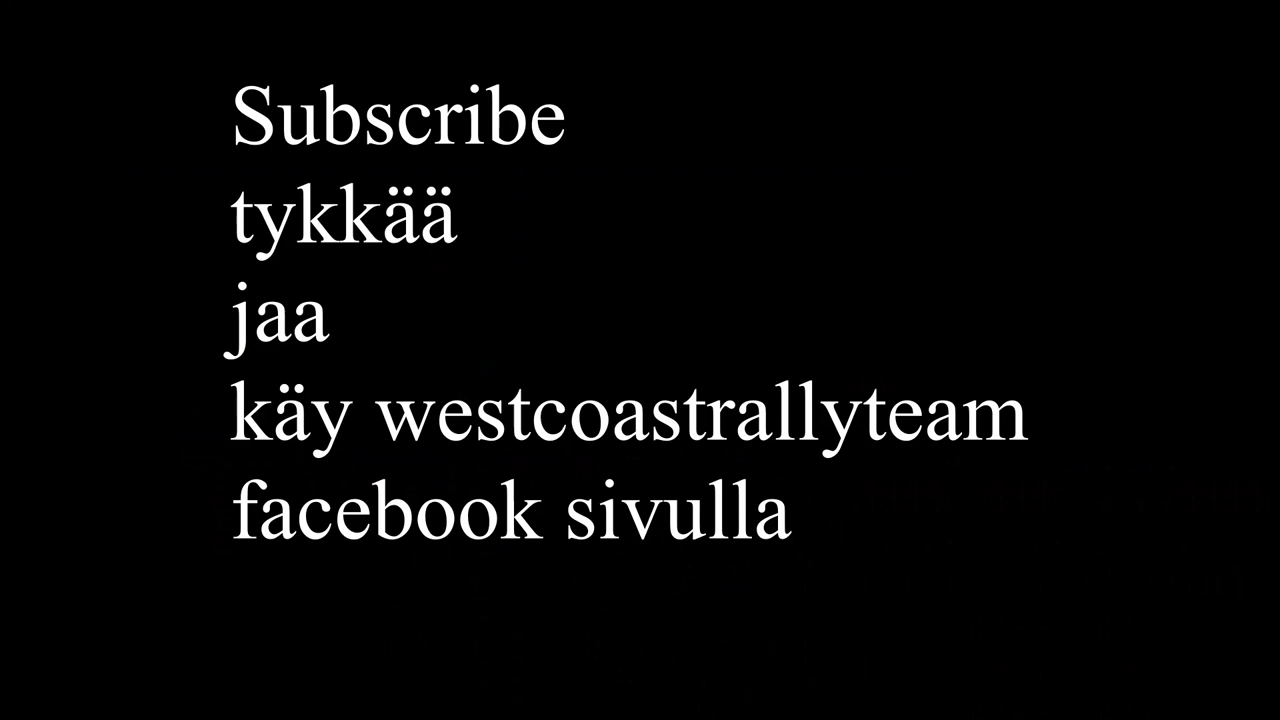 Subscribe
tykkää
jaa
käy westcoastrallyteam
facebook sivulla